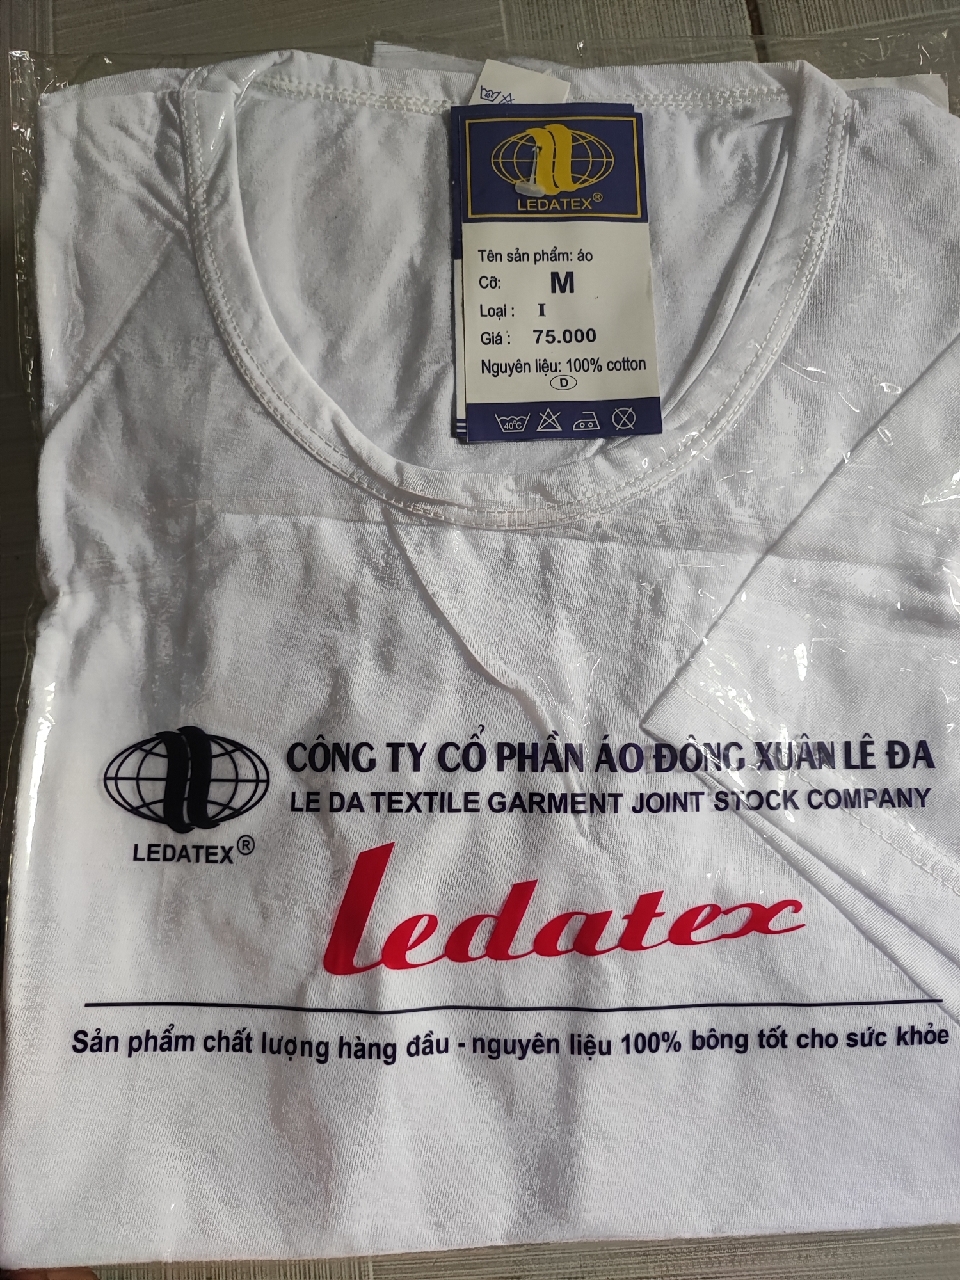 LEDATEX®
Tên sản phẩm: áo
Cỡ: M
Loại : I
Giá : 75.000
Nguyên liệu: 100% cotton
D
40°C
CÔNG TY CỔ PHẦN ÁO ĐÔNG XUÂN LÊ ĐA
LE DA TEXTILE GARMENT JOINT STOCK COMPANY
LEDATEX®
ledatex
Sản phẩm chất lượng hàng đầu - nguyên liệu 100% bông tốt cho sức khỏe